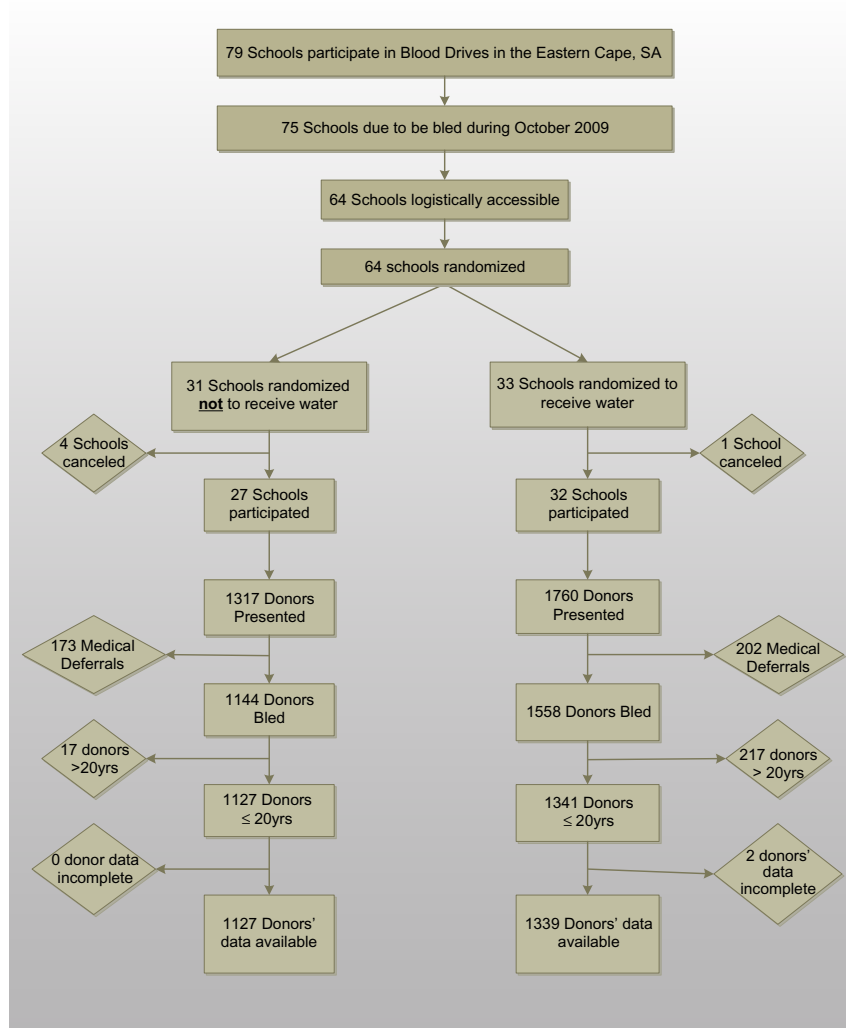 79 Schools participate in Blood Drives in the Eastern Cape, SA
75 Schools due to be bled during October 2009
64 Schools logistically accessible
64 schools randomized
31 Schools randomized
not to receive water
33 Schools randomized to
receive water
4 Schools
canceled
1 School
canceled
27 Schools
participated
32 Schools
participated
1317 Donors
Presented
1760 Donors
Presented
173 Medical
Deferrals
202 Medical
Deferrals
1144 Donors
Bled
1558 Donors Bled
17 donors
>20yrs
217 donors
> 20yrs
1127 Donors
≤ 20yrs
1341 Donors
≤ 20yrs
0 donor data
incomplete
2 donors'
data
incomplete
1127 Donors'
data available
1339 Donors' data
available